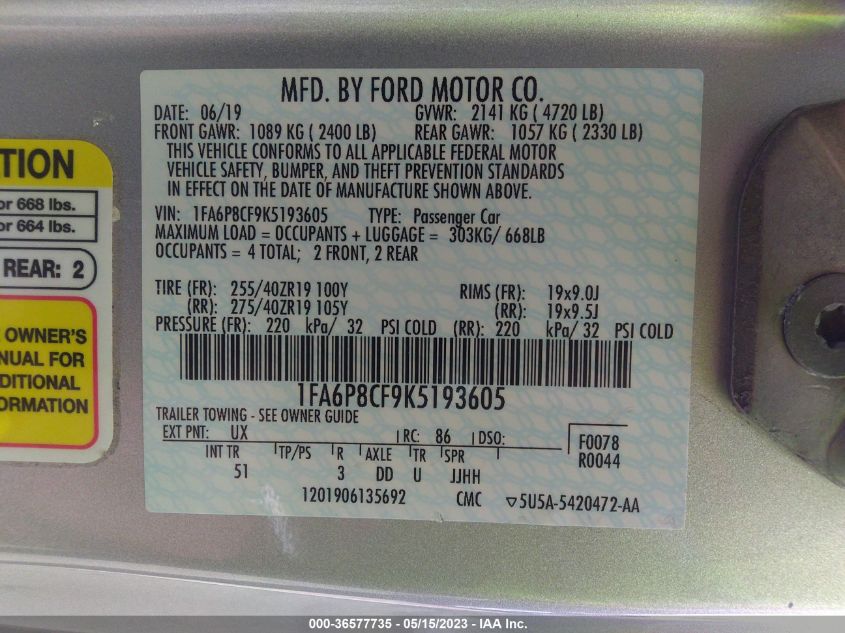 MFD. BY FORD MOTOR CO.
DATE: 06/19 GVWR: 2141 KG ( 4720 LB)
FRONT GAWR: 1089 KG ( 2400 LB) REAR GAWR: 1057 KG ( 2330 LB)
THIS VEHICLE CONFORMS TO ALL APPLICABLE FEDERAL MOTOR
VEHICLE SAFETY, BUMPER, AND THEFT PREVENTION STANDARDS
IN EFFECT ON THE DATE OF MANUFACTURE SHOWN ABOVE.
VIN: 1FA6P8CF9K5193605 TYPE: Passenger Car
MAXIMUM LOAD = OCCUPANTS + LUGGAGE = 303KG/ 668LB
OCCUPANTS = 4 TOTAL; 2 FRONT, 2 REAR
TIRE (FR): 255/40ZR19 100Y RIMS (FR): 19x9.0J
(RR): 275/40ZR19 105Y (RR): 19x9.5J
PRESSURE (FR): 220 kPa/ 32 PSI COLD (RR): 220 kPa/ 32 PSI COLD
1FA6P8CF9K5193605
TRAILER TOWING - SEE OWNER GUIDE
EXT PNT: UX RC: 86 DSO: F0078
R0044
INT TR TP/PS R AXLE TR SPR
51 3 DD U JJHH
1201906135692 CMC ▽5U5A-5420472-AA
TION
or 668 lbs.
or 664 lbs.
REAR: 2
OWNER'S
NUAL FOR
DITIONAL
ORMATION
000-36577735 - 05/15/2023 - IAA Inc.